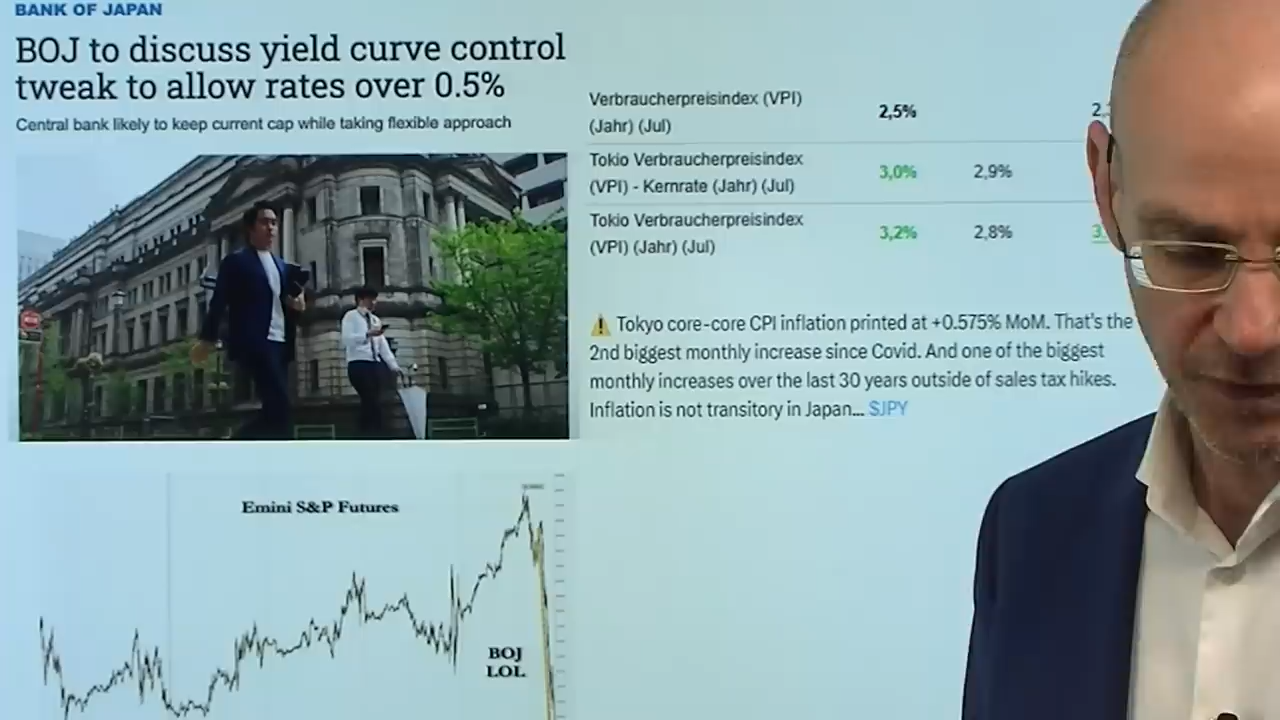 BANK OF JAPAN
BOJ to discuss yield curve control
tweak to allow rates over 0.5%
Central bank likely to keep current cap while taking flexible approach
Verbraucherpreisindex (VPI)
(Jahr) (Jul)
2,5%
Tokio Verbraucherpreisindex
(VPI) - Kernrate (Jahr) (Jul)
3,0% 2,9%
Tokio Verbraucherpreisindex
(VPI) (Jahr) (Jul)
3,2% 2,8%
⚠️ Tokyo core-core CPI inflation printed at +0.575% MoM. That's the
2nd biggest monthly increase since Covid. And one of the biggest
monthly increases over the last 30 years outside of sales tax hikes.
Inflation is not transitory in Japan... $JPY
Emini S&P Futures
BOJ
LOL